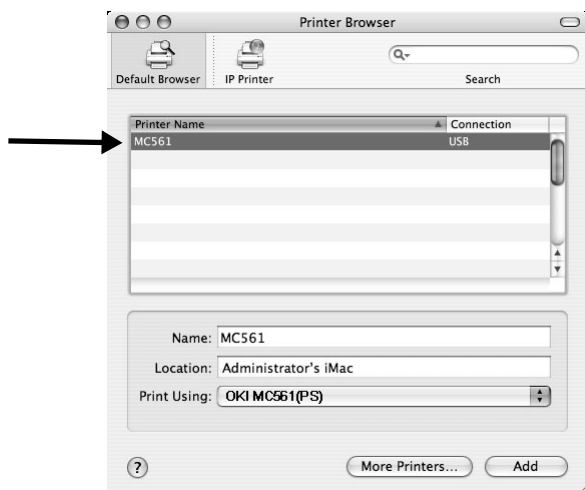 Printer Browser
Default Browser IP Printer Search
Printer Name Connection
MC561 USB
Name: MC561
Location: Administrator's iMac
Print Using: OKI MC561(PS)
? More Printers... Add